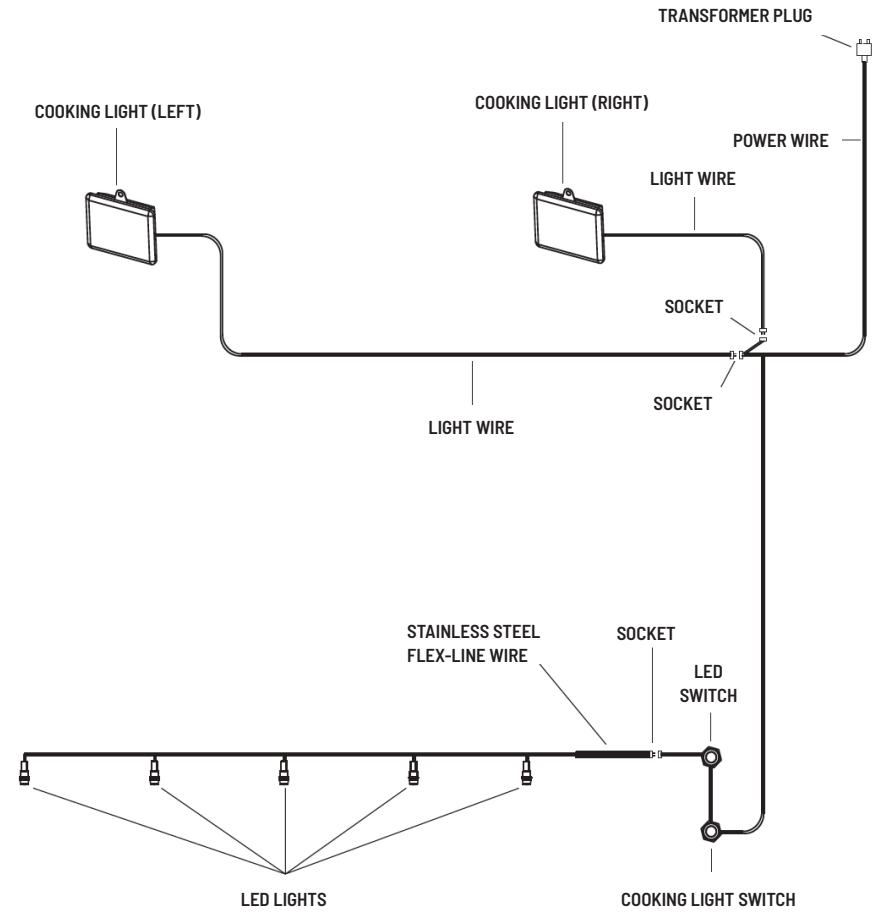 TRANSFORMER PLUG
COOKING LIGHT (LEFT)
COOKING LIGHT (RIGHT)
POWER WIRE
LIGHT WIRE
SOCKET
SOCKET
LIGHT WIRE
STAINLESS STEEL
FLEX-LINE WIRE
SOCKET
LED
SWITCH
LED LIGHTS
COOKING LIGHT SWITCH